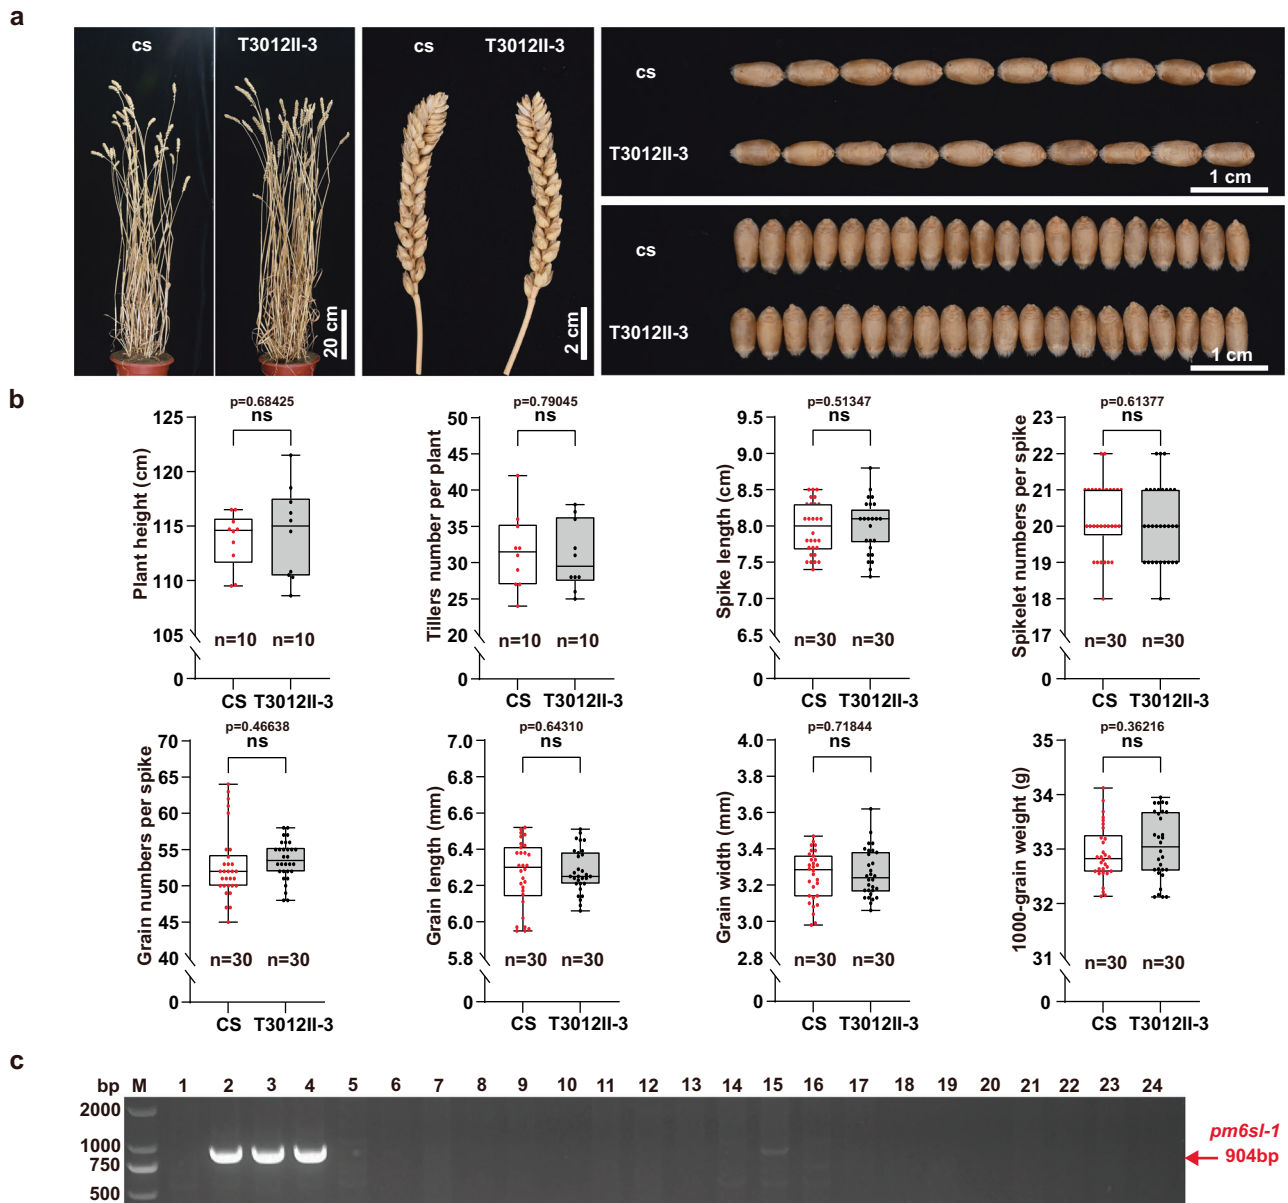 a
cs
T3012II-3
20 cm
cs
T3012II-3
2 cm
cs
T3012II-3
1 cm
cs
T3012II-3
1 cm
b
p=0.68425
ns
Plant height (cm)
125
120
115
110
105
0
n=10 n=10
CS T3012II-3
p=0.79045
ns
Tillers number per plant
50
45
40
35
30
25
20
0
n=10 n=10
CS T3012II-3
p=0.51347
ns
Spike length (cm)
9.5
9.0
8.5
8.0
7.5
7.0
6.5
0
n=30 n=30
CS T3012II-3
p=0.61377
ns
Spikelet numbers per spike
23
22
21
20
19
18
17
0
n=30 n=30
CS T3012II-3
p=0.46638
ns
Grain numbers per spike
70
65
60
55
50
45
40
0
n=30 n=30
CS T3012II-3
p=0.64310
ns
Grain length (mm)
7.0
6.8
6.6
6.4
6.2
6.0
5.8
0
n=30 n=30
CS T3012II-3
p=0.71844
ns
Grain width (mm)
4.0
3.8
3.6
3.4
3.2
3.0
2.8
0
n=30 n=30
CS T3012II-3
p=0.36216
ns
1000-grain weight (g)
35
34
33
32
31
0
n=30 n=30
CS T3012II-3
c
bp M 1 2 3 4 5 6 7 8 9 10 11 12 13 14 15 16 17 18 19 20 21 22 23 24
2000
1000
750
500
pm6sl-1
904bp